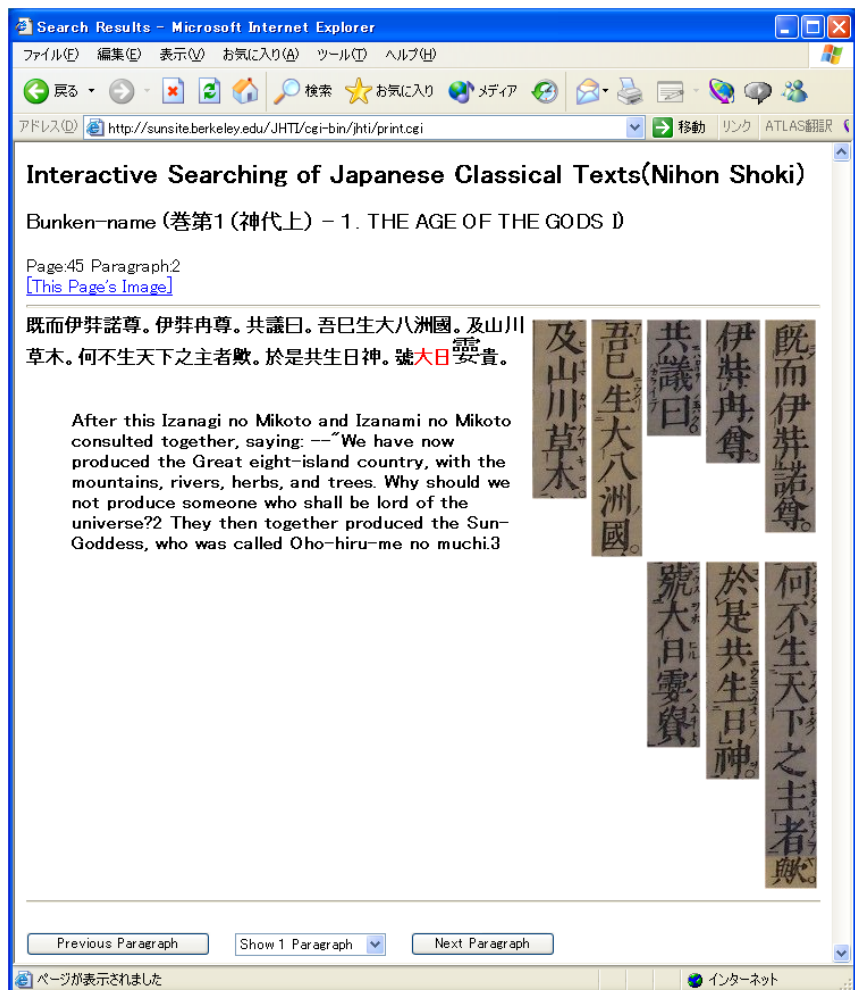 Search Results - Microsoft Internet Explorer
ファイル(F) 編集(E) 表示(V) お気に入り(A) ツール(T) ヘルプ(H)
戻る 検索 お気に入り メディア
アドレス(D) http://sunsite.berkeley.edu/JHTI/cgi-bin/jhti/print.cgi 移動 リンク ATLAS翻訳
Interactive Searching of Japanese Classical Texts(Nihon Shoki)
Bunken-name (巻第1 (神代上) - 1. THE AGE OF THE GODS I)
Page:45 Paragraph:2
[This Page's Image]
既而伊弉諾尊。伊弉冉尊。共議曰。吾巳生大八洲國。及山川
草木。何不生天下之主者歟。於是共生日神。號大日孁貴。
After this Izanagi no Mikoto and Izanami no Mikoto
consulted together, saying: --"We have now
produced the Great eight-island country, with the
mountains, rivers, herbs, and trees. Why should we
not produce someone who shall be lord of the
universe?2 They then together produced the Sun-
Goddess, who was called Oho-hiru-me no muchi.3
既而伊弉諾尊。
伊弉冉尊。
共議曰。
吾巳生大八洲國。
及山川草木。
何不生天下之主者歟。
於是共生日神。
號大日孁貴
Previous Paragraph Show 1 Paragraph Next Paragraph
ページが表示されました インターネット